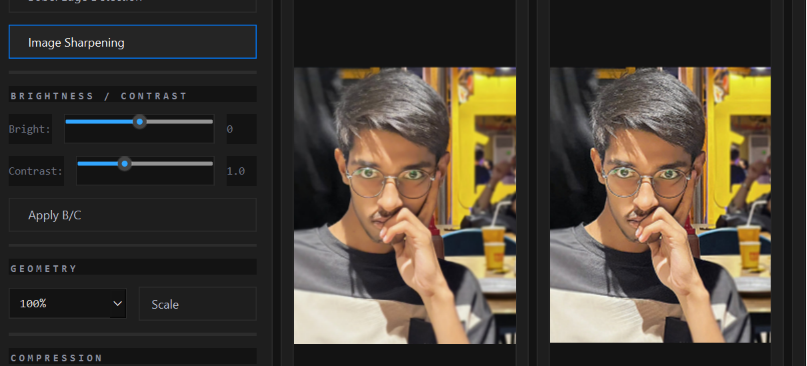 Image Sharpening
BRIGHTNESS / CONTRAST
Bright: 0
Contrast: 1.0
Apply B/C
GEOMETRY
100% Scale
COMPRESSION